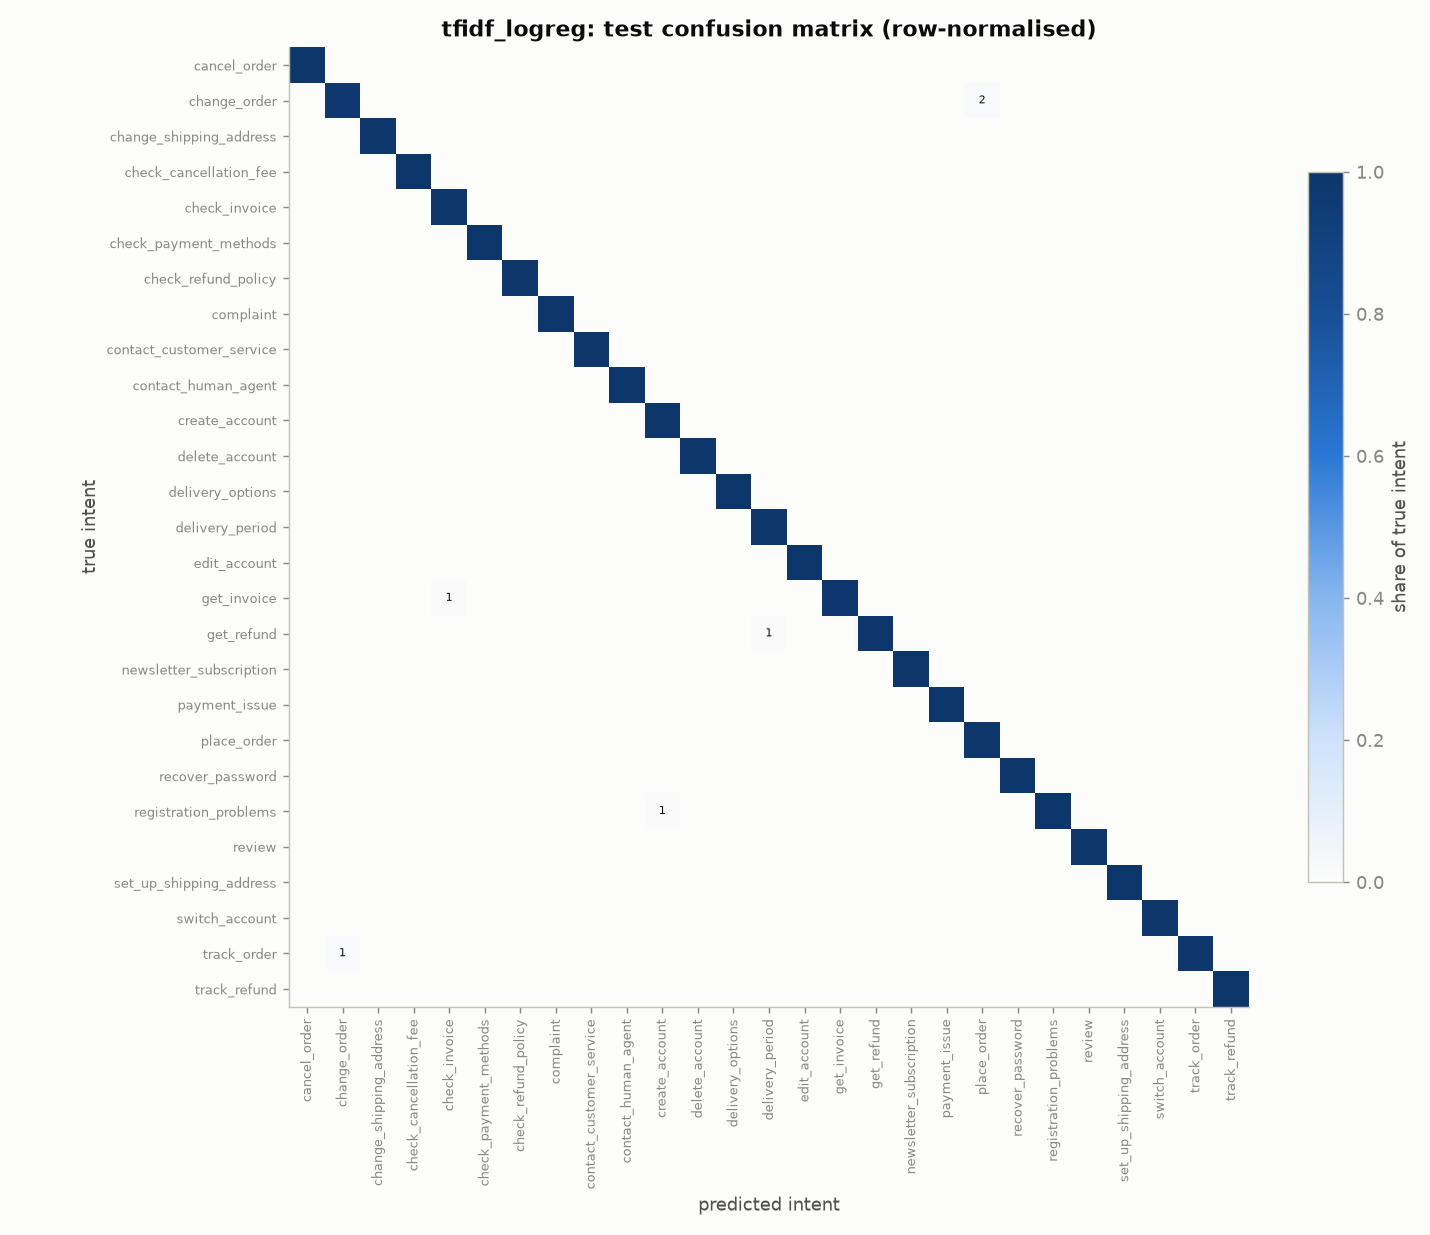 tfidf_logreg: test confusion matrix (row-normalised)
cancel_order
change_order
2
change_shipping_address
check_cancellation_fee
check_invoice
check_payment_methods
check_refund_policy
complaint
contact_customer_service
contact_human_agent
create_account
delete_account
delivery_options
delivery_period
edit_account
get_invoice
1
get_refund
1
newsletter_subscription
payment_issue
place_order
recover_password
registration_problems
1
review
set_up_shipping_address
switch_account
track_order
1
track_refund
true intent
cancel_order
change_order
change_shipping_address
check_cancellation_fee
check_invoice
check_payment_methods
check_refund_policy
complaint
contact_customer_service
contact_human_agent
create_account
delete_account
delivery_options
delivery_period
edit_account
get_invoice
get_refund
newsletter_subscription
payment_issue
place_order
recover_password
registration_problems
review
set_up_shipping_address
switch_account
track_order
track_refund
predicted intent
1.0
0.8
0.6
0.4
0.2
0.0
share of true intent